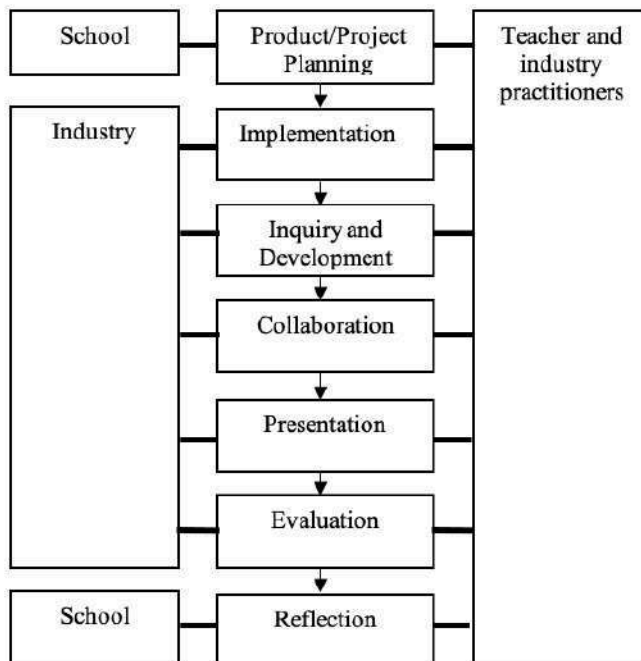 School
Product/Project
Planning
Teacher and
industry
practitioners
Industry
Implementation
Inquiry and
Development
Collaboration
Presentation
Evaluation
School
Reflection